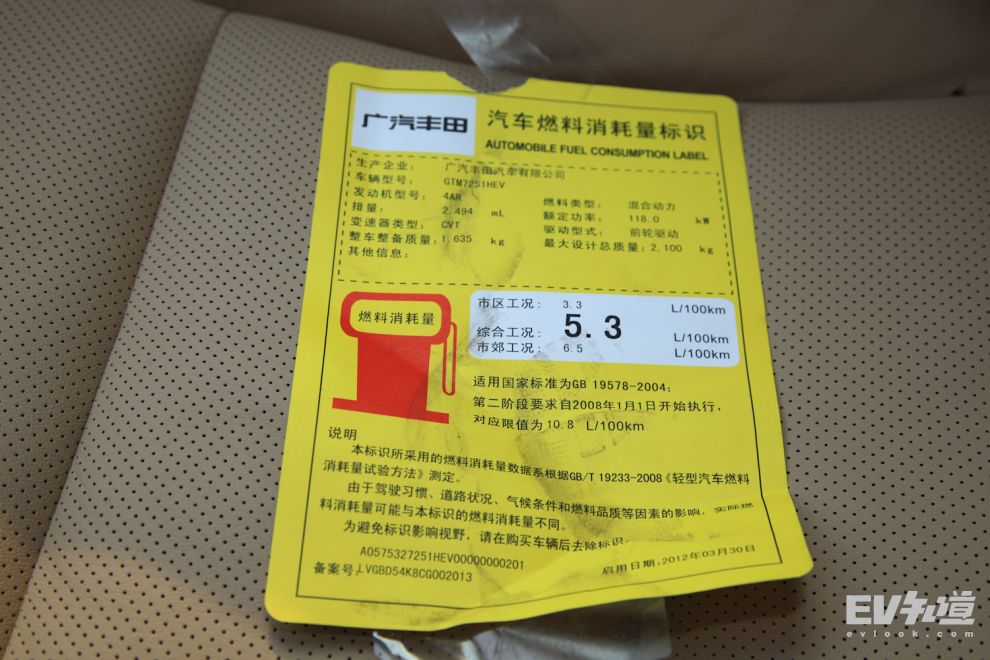 广汽丰田
汽车燃料消耗量标识
AUTOMOBILE FUEL CONSUMPTION LABEL
生产企业: 广汽丰田汽车有限公司
车辆型号: GTM7251HEV
发动机型号: 4AR 燃料类型: 混合动力
排量: 2,494 mL 额定功率: 118.0 kW
变速器类型: CVT 驱动型式: 前轮驱动
整车整备质量: 1,635 kg 最大设计总质量: 2,100 kg
其他信息:
燃料消耗量
市区工况: 3.3 L/100km
综合工况: 5.3 L/100km
市郊工况: 6.5 L/100km
适用国家标准为GB 19578-2004;
第二阶段要求自2008年1月1日开始执行,
对应限值为10.8 L/100km
说明
本标识所采用的燃料消耗量数据系根据GB/T 19233-2008《轻型汽车燃料
消耗量试验方法》测定。
由于驾驶习惯、道路状况、气候条件和燃料品质等因素的影响，实际燃
料消耗量可能与本标识的燃料消耗量不同。
为避免标识影响视野，请在购买车辆后去除标识。
A0575327251HEV00000000201
备案号: LVGBD54K8CG002013 启用日期: 2012年03月30日
EV知道
evlook.com